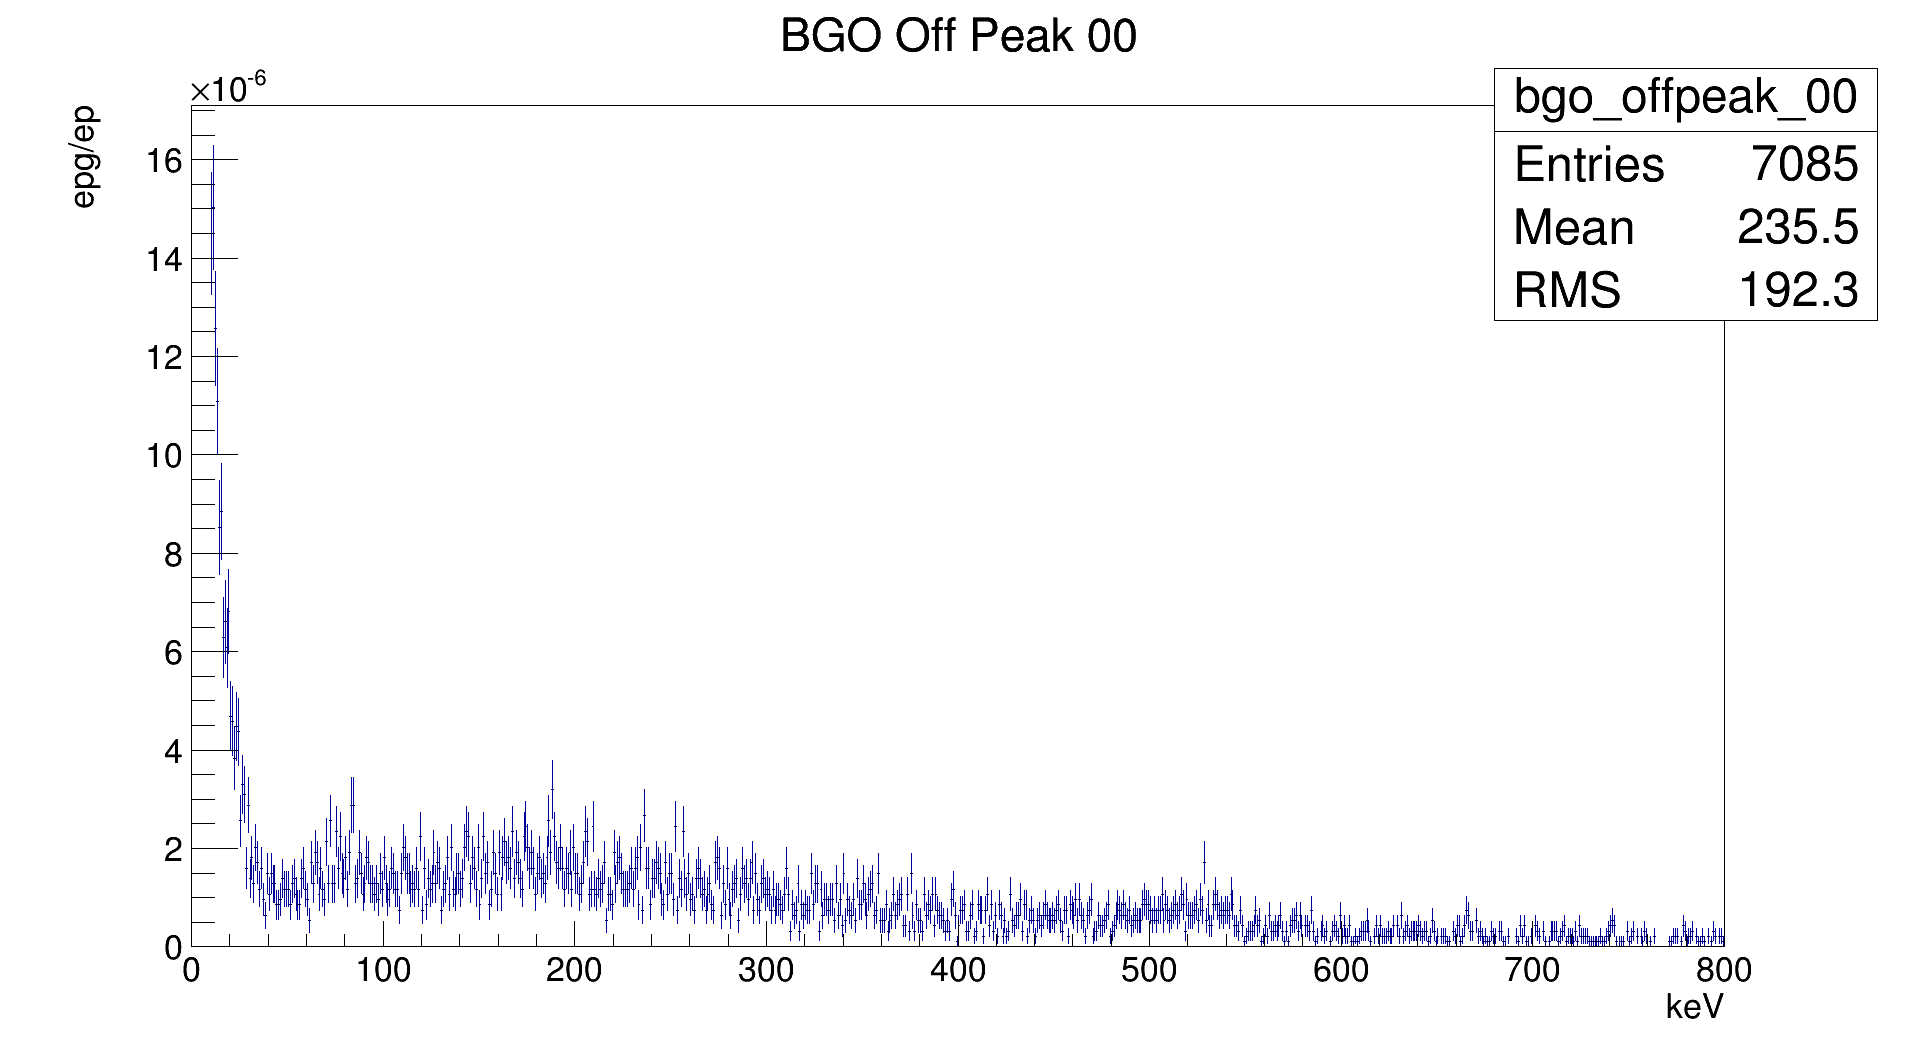 BGO Off Peak 00
×10-6
epg/ep
bgo_offpeak_00
Entries 7085
Mean 235.5
RMS 192.3
16
14
12
10
8
6
4
2
0
0 100 200 300 400 500 600 700 800
keV